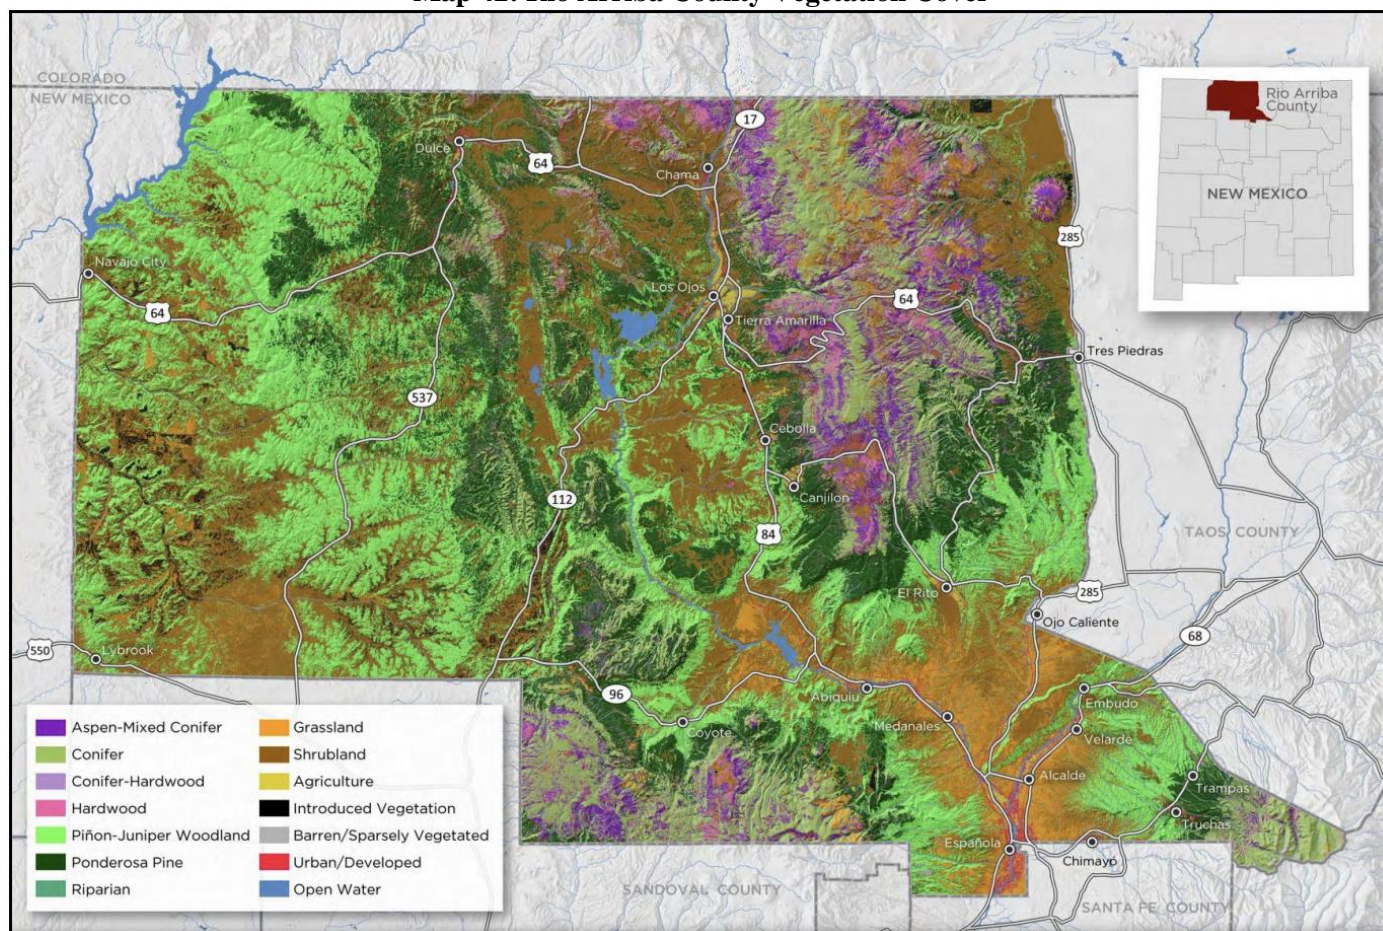 COLORADO
NEW MEXICO
Rio Arriba
County
NEW MEXICO
17
Dulce
64
Chama
285
Navajo City
64
Los Ojos
64
Tierra Amarilla
Tres Piedras
537
Cebolla
Canjilon
112
84
TAOS COUNTY
El Rito
285
Ojo Caliente
68
550
Lybrook
96
Abiquiu
Embudo
Coyote
Medanales
Velarde
Alcalde
Trampas
Truchas
Española
Chimayo
SANDOVAL COUNTY
SANTA FE COUNTY
Aspen-Mixed Conifer
Conifer
Conifer-Hardwood
Hardwood
Piñon-Juniper Woodland
Ponderosa Pine
Riparian
Grassland
Shrubland
Agriculture
Introduced Vegetation
Barren/Sparsely Vegetated
Urban/Developed
Open Water